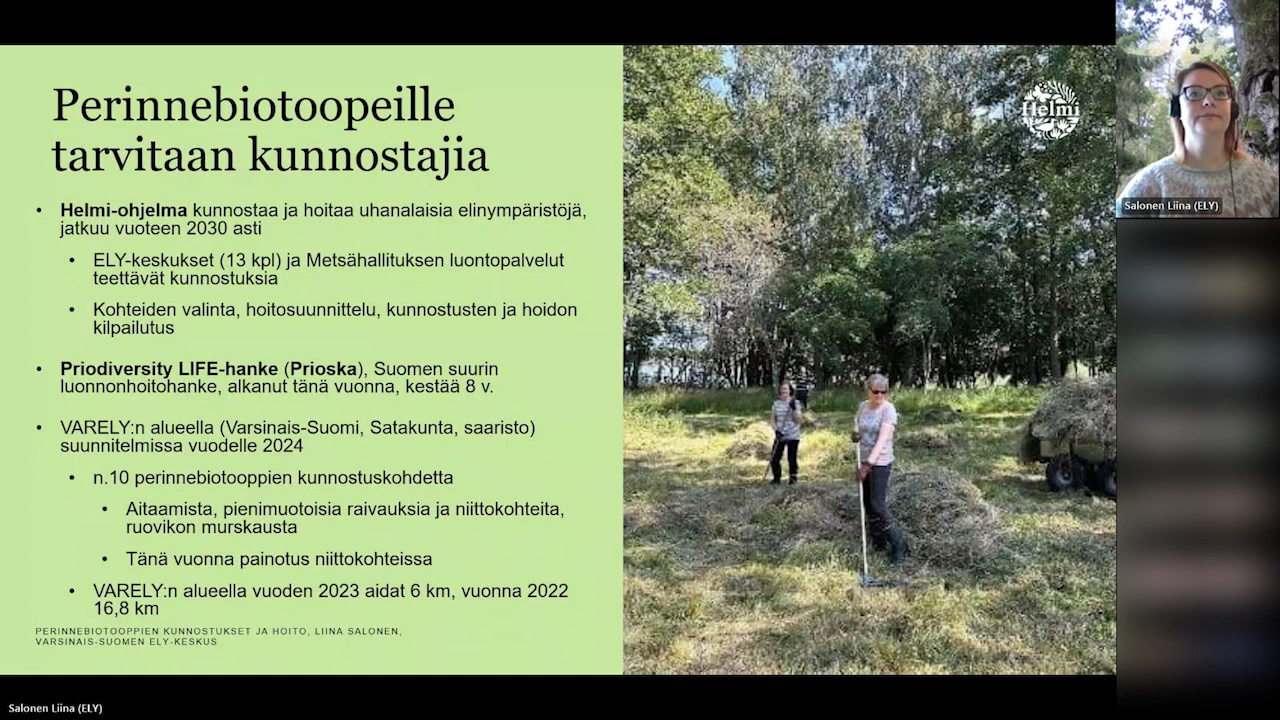 Perinnebiotoopeille
tarvitaan kunnostajia
• Helmi-ohjelma kunnostaa ja hoitaa uhanalaisia elinympäristöjä,
jatkuu vuoteen 2030 asti
• ELY-keskukset (13 kpl) ja Metsähallituksen luontopalvelut
teettävät kunnostuksia
• Kohteiden valinta, hoitosuunnittelu, kunnostusten ja hoidon
kilpailutus
• Priodiversity LIFE-hanke (Prioska), Suomen suurin
luonnonhoitohanke, alkanut tänä vuonna, kestää 8 v.
• VARELY:n alueella (Varsinais-Suomi, Satakunta, saaristo)
suunnitelmissa vuodelle 2024
• n.10 perinnebiotooppien kunnostuskohdetta
• Aitaamista, pienimuotoisia raivauksia ja niittokohteita,
ruovikon murskausta
• Tänä vuonna painotus niittokohteissa
• VARELY:n alueella vuoden 2023 aidat 6 km, vuonna 2022
16,8 km
PERINNEBIOTOOPPIEN KUNNOSTUKSET JA HOITO, LIINA SALONEN,
VARSINAIS-SUOMEN ELY-KESKUS
Helmi
Salonen Liina (ELY)
Salonen Liina (ELY)